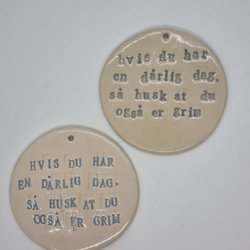 hvis du har
en dårlig dag.
så husk at du
også er grim
HVIS DU HAR
EN DÅRLIG DAG.
SÅ HUSK AT DU
OGSÅ ER GRIM